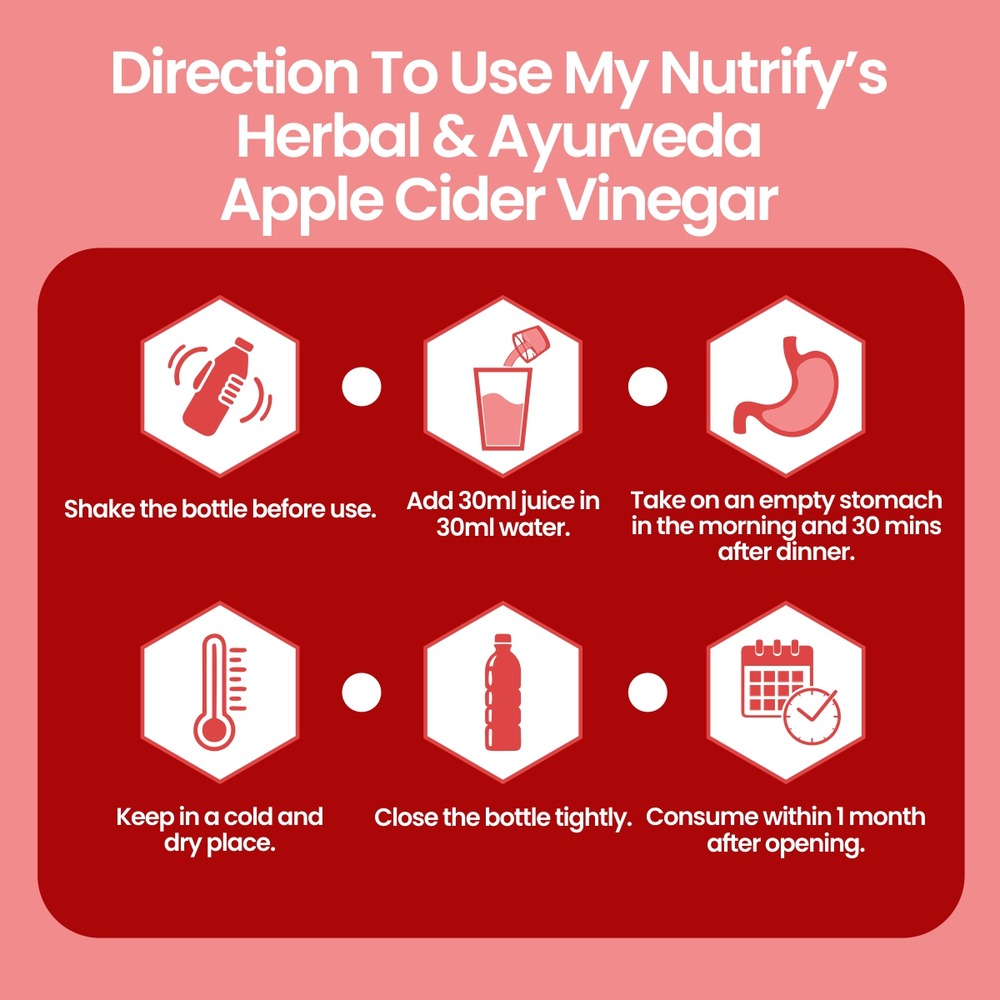 Direction To Use My Nutrify’s
Herbal & Ayurveda
Apple Cider Vinegar
Shake the bottle before use.
Add 30ml juice in
30ml water.
Take on an empty stomach
in the morning and 30 mins
after dinner.
Keep in a cold and
dry place.
Close the bottle tightly.
Consume within 1 month
after opening.